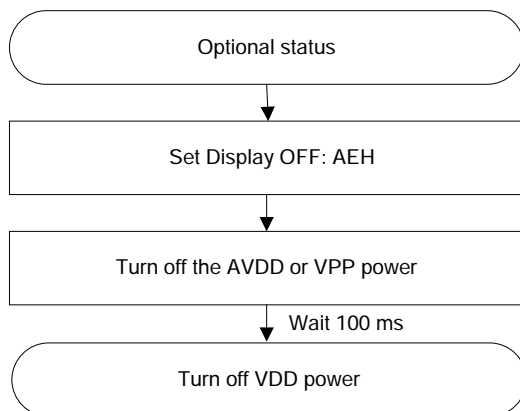 Optional status
Set Display OFF: AEH
Turn off the AVDD or VPP power
Wait 100 ms
Turn off VDD power